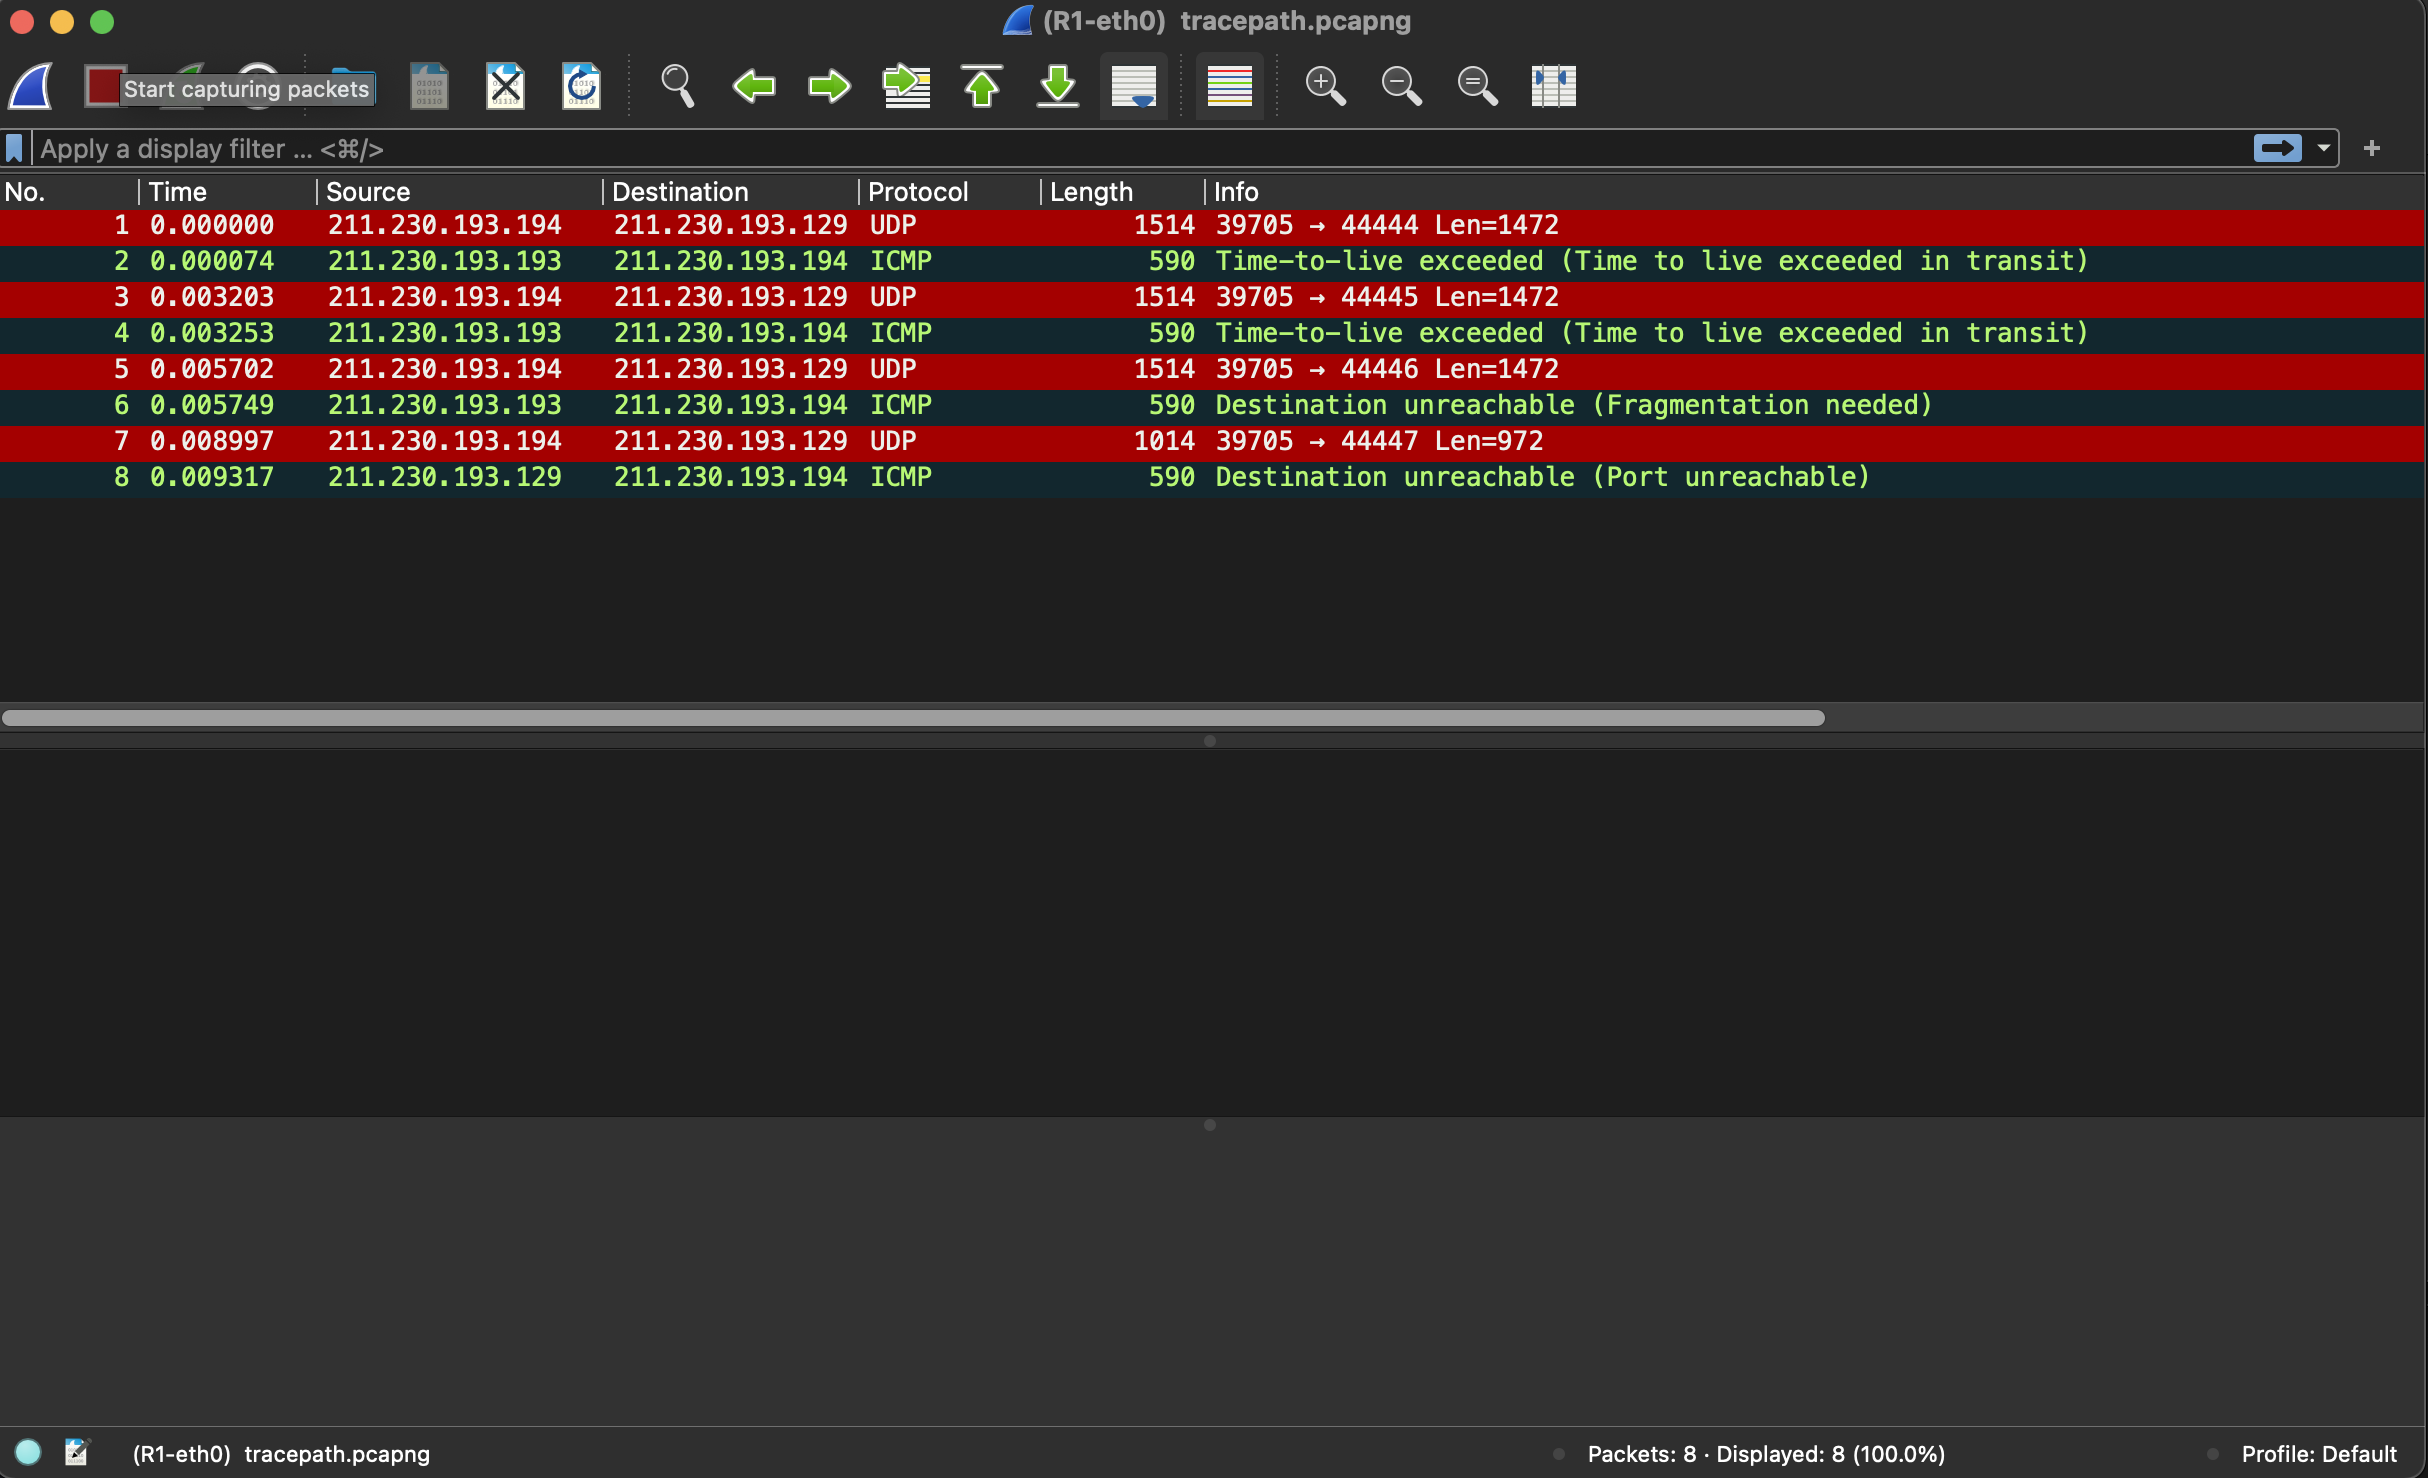 (R1-eth0) tracepath.pcapng
Start capturing packets
Apply a display filter ... <⌘/>
No. Time Source Destination Protocol Length Info
1 0.000000 211.230.193.194 211.230.193.129 UDP 1514 39705 → 44444 Len=1472
2 0.000074 211.230.193.193 211.230.193.194 ICMP 590 Time-to-live exceeded (Time to live exceeded in transit)
3 0.003203 211.230.193.194 211.230.193.129 UDP 1514 39705 → 44445 Len=1472
4 0.003253 211.230.193.193 211.230.193.194 ICMP 590 Time-to-live exceeded (Time to live exceeded in transit)
5 0.005702 211.230.193.194 211.230.193.129 UDP 1514 39705 → 44446 Len=1472
6 0.005749 211.230.193.193 211.230.193.194 ICMP 590 Destination unreachable (Fragmentation needed)
7 0.008997 211.230.193.194 211.230.193.129 UDP 1014 39705 → 44447 Len=972
8 0.009317 211.230.193.129 211.230.193.194 ICMP 590 Destination unreachable (Port unreachable)
(R1-eth0) tracepath.pcapng Packets: 8 · Displayed: 8 (100.0%) Profile: Default